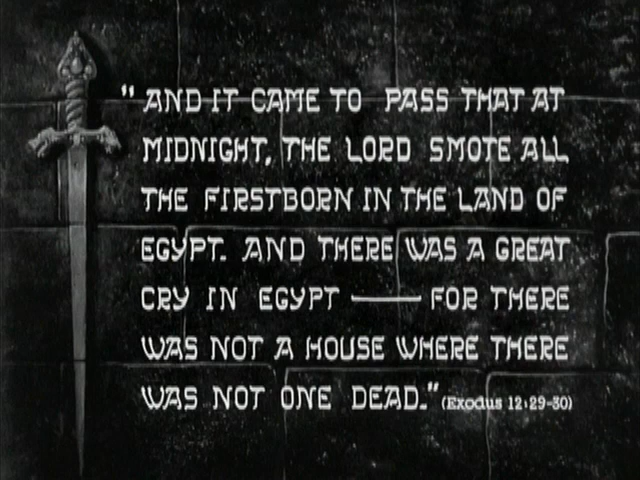 "AND IT CAME TO PASS THAT AT
MIDNIGHT, THE LORD SMOTE ALL
THE FIRSTBORN IN THE LAND OF
EGYPT. AND THERE WAS A GREAT
CRY IN EGYPT — FOR THERE
WAS NOT A HOUSE WHERE THERE
WAS NOT ONE DEAD." (Exodus 12:29-30)